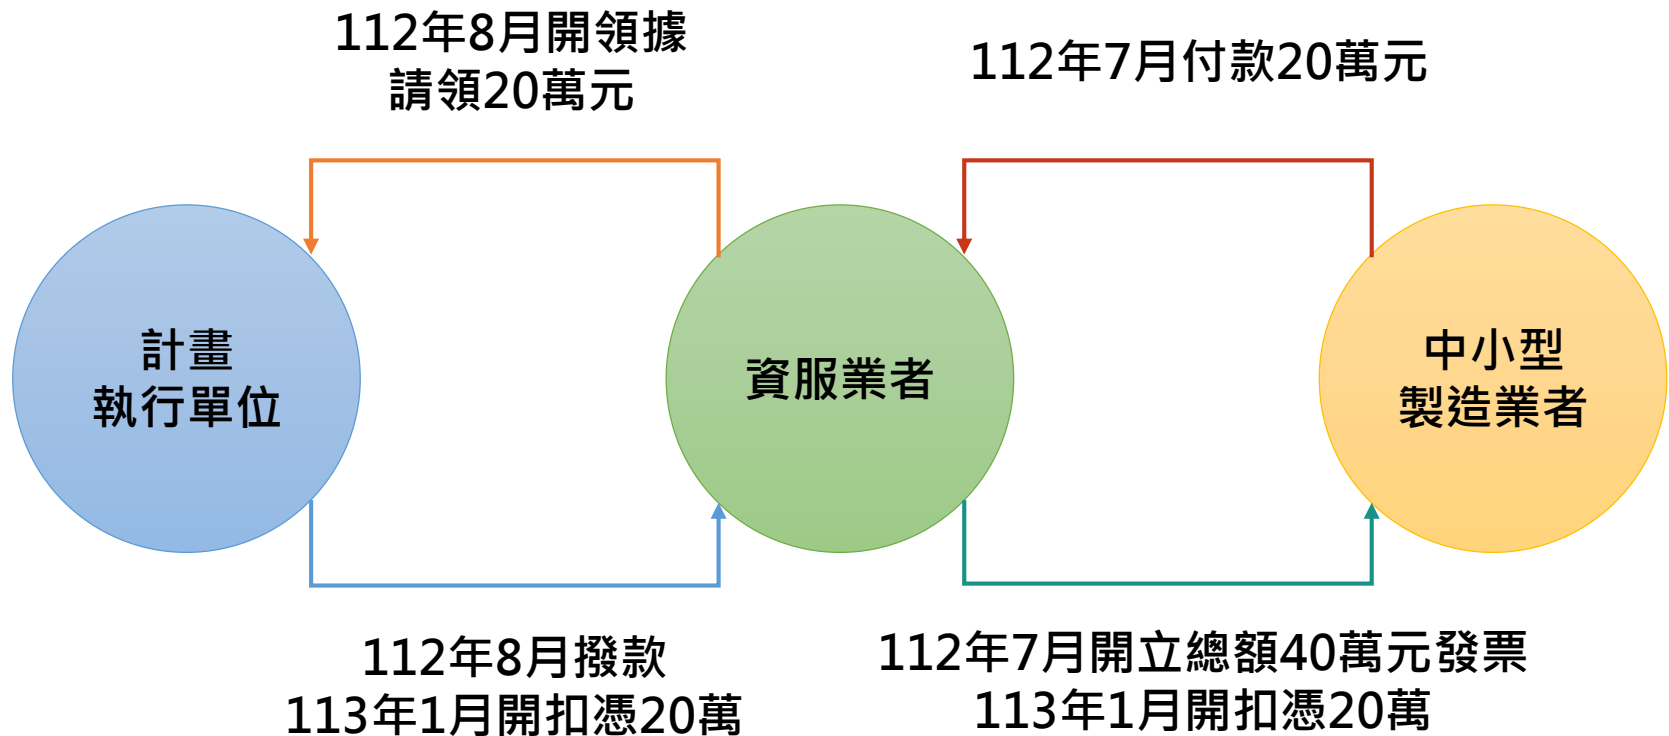 112年8月開領據
請領20萬元
112年7月付款20萬元
計畫
執行單位
資服業者
中小型
製造業者
112年8月撥款
113年1月開扣憑20萬
112年7月開立總額40萬元發票
113年1月開扣憑20萬